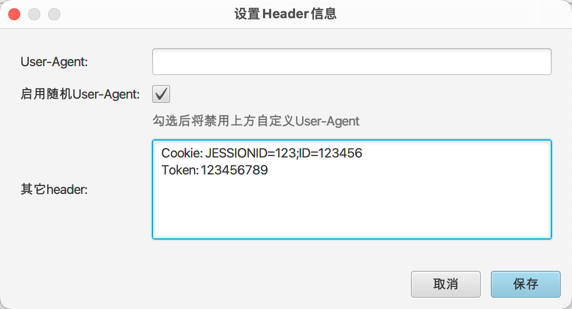 设置Header信息
User-Agent:
启用随机User-Agent:
勾选后将禁用上方自定义User-Agent
其它header:
Cookie: JESSIONID=123;ID=123456
Token: 123456789
取消
保存